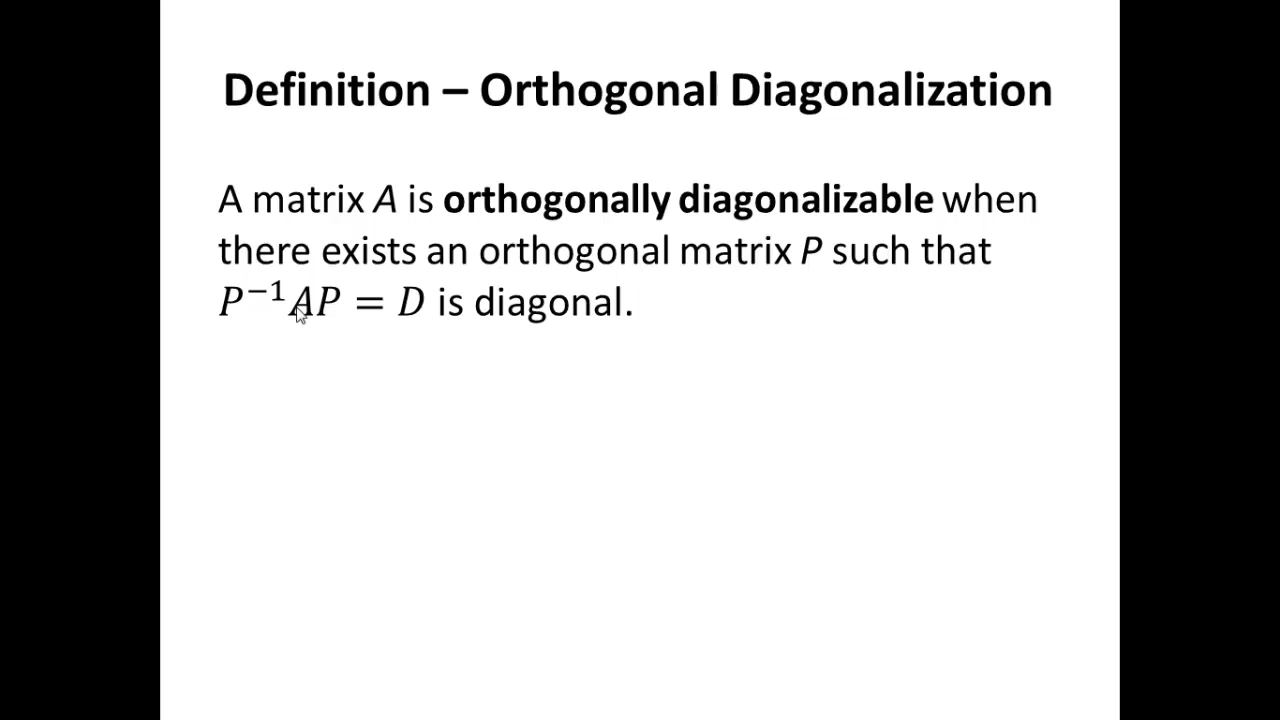 Definition – Orthogonal Diagonalization
A matrix A is orthogonally diagonalizable when
there exists an orthogonal matrix P such that
P⁻¹AP = D is diagonal.